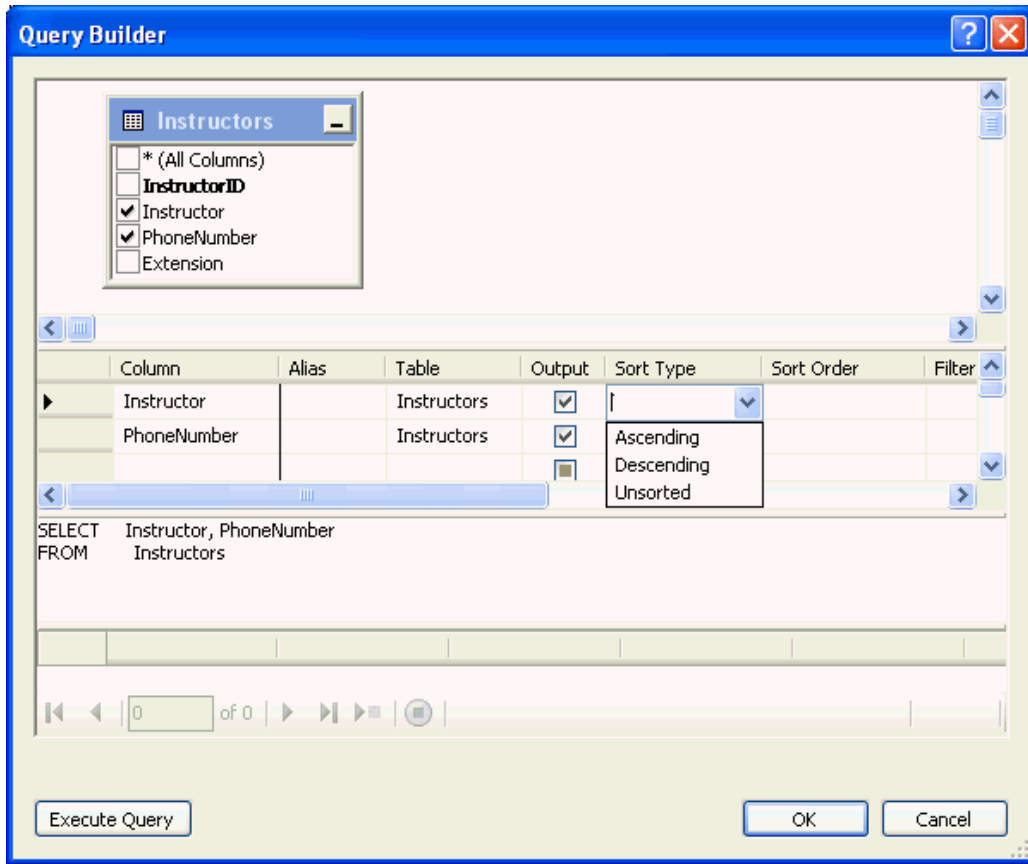 Query Builder
Instructors
* (All Columns)
InstructorID
Instructor
PhoneNumber
Extension
Column Alias Table Output Sort Type Sort Order Filter
Instructor Instructors
PhoneNumber Instructors
Ascending
Descending
Unsorted
SELECT Instructor, PhoneNumber
FROM Instructors
0 of 0
Execute Query OK Cancel